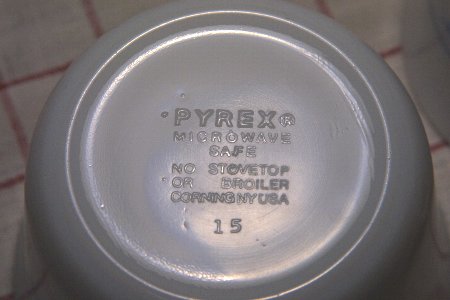 PYREX®
MICROWAVE
SAFE
NO STOVETOP
OR BROILER
CORNING NY USA
15